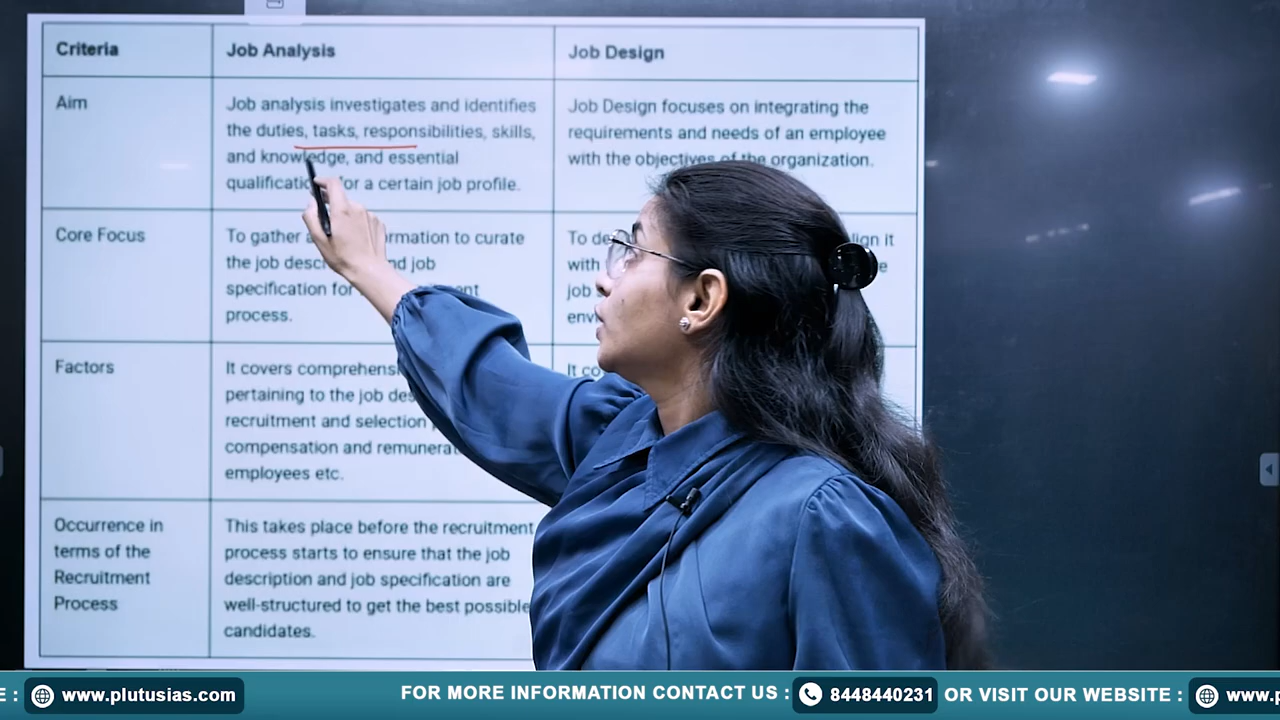 Criteria
Job Analysis
Job Design
Aim
Job analysis investigates and identifies
the duties, tasks, responsibilities, skills,
and knowledge, and essential
for a certain job profile.
Job Design focuses on integrating the
requirements and needs of an employee
with the objectives of the organization.
Core Focus
To gather information to curate
the job and job
specification for
process.
To
with
job
Factors
It covers
pertaining to the job
recruitment and selection
compensation and
employees etc.
It
Occurrence in
terms of the
Recruitment
Process
This takes place before the recruitment
process starts to ensure that the job
description and job specification are
well-structured to get the best possible
candidates.
www.plutusias.com
FOR MORE INFORMATION CONTACT US :
8448440231
OR VISIT OUR WEBSITE :